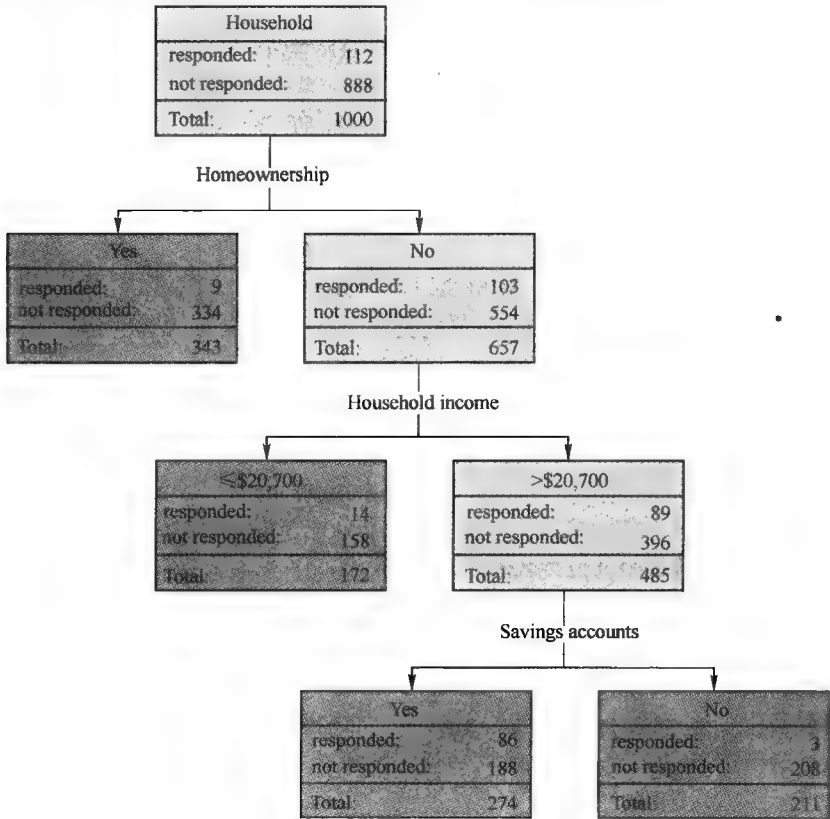 Household
responded: 112
not responded: 888
Total: 1000
Homeownership
Yes
responded: 9
not responded: 334
Total: 343
No
responded: 103
not responded: 554
Total: 657
Household income
≤$20,700
responded: 14
not responded: 158
Total: 172
>$20,700
responded: 89
not responded: 396
Total: 485
Savings accounts
Yes
responded: 86
not responded: 188
Total: 274
No
responded: 3
not responded: 208
Total: 211